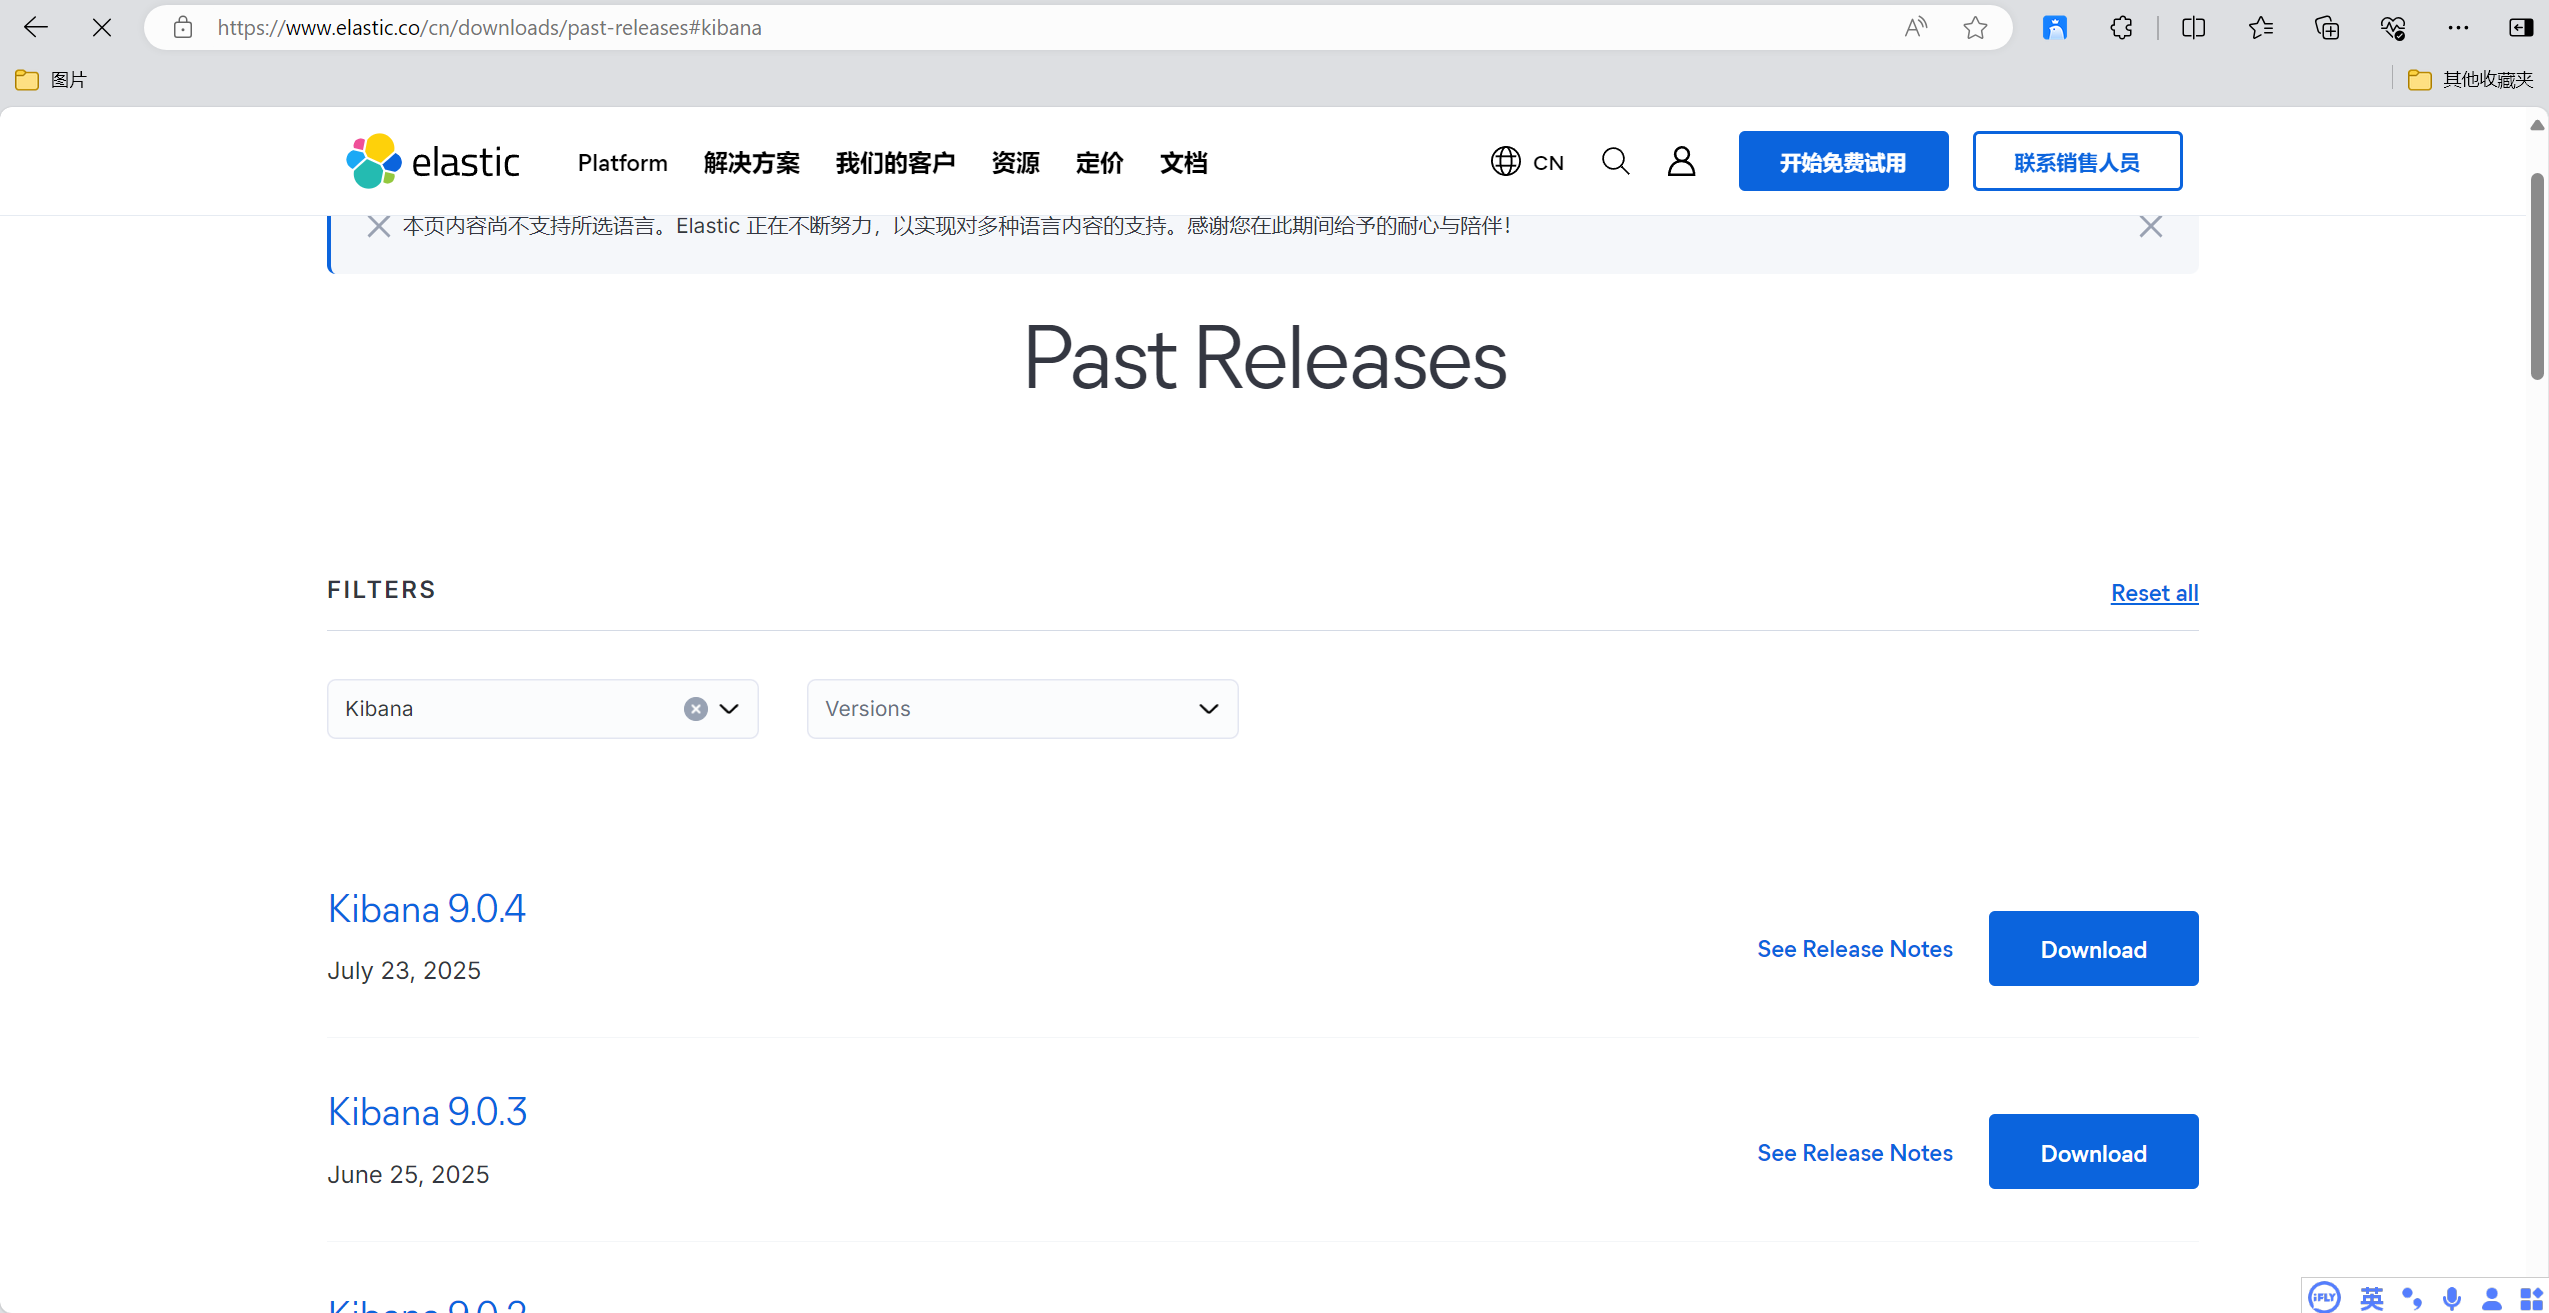 https://www.elastic.co/cn/downloads/past-releases#kibana
图片
其他收藏夹
elastic
Platform
解决方案
我们的客户
资源
定价
文档
CN
开始免费试用
联系销售人员
本页内容尚不支持所选语言。Elastic 正在不断努力，以实现对多种语言内容的支持。感谢您在此期间给予的耐心与陪伴！
Past Releases
FILTERS
Reset all
Kibana
Versions
Kibana 9.0.4
July 23, 2025
See Release Notes
Download
Kibana 9.0.3
June 25, 2025
See Release Notes
Download
Kibana 9.0.2
iFLY
英